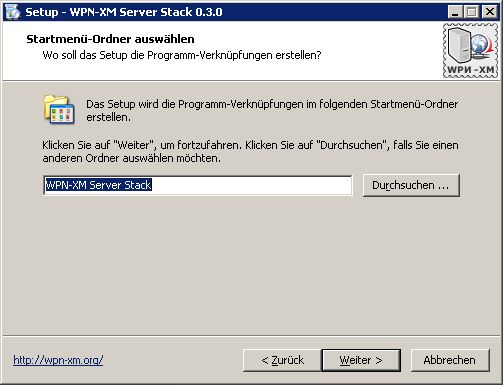 Setup - WPN-XM Server Stack 0.3.0
Startmenü-Ordner auswählen
Wo soll das Setup die Programm-Verknüpfungen erstellen?
WPN-XM
Das Setup wird die Programm-Verknüpfungen im folgenden Startmenü-Ordner
erstellen.
Klicken Sie auf "Weiter", um fortzufahren. Klicken Sie auf "Durchsuchen", falls Sie einen
anderen Ordner auswählen möchten.
WPN-XM Server Stack
Durchsuchen ...
http://wpn-xm.org/
< Zurück
Weiter >
Abbrechen